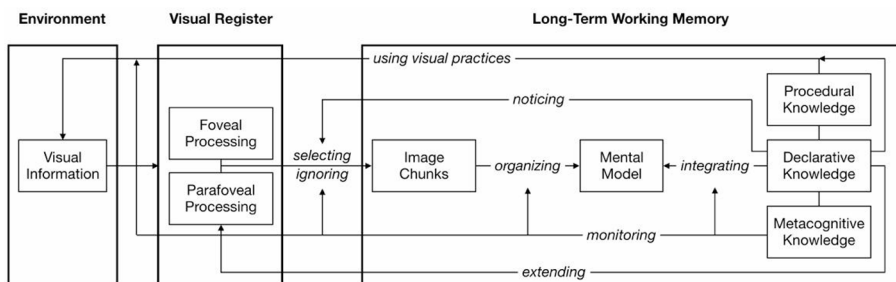 Environment
Visual Register
Long-Term Working Memory
using visual practices
Procedural
Knowledge
noticing
Foveal
Processing
Visual
Information
selecting
ignoring
Image
Chunks
organizing
Mental
Model
integrating
Declarative
Knowledge
Parafoveal
Processing
Metacognitive
Knowledge
monitoring
extending